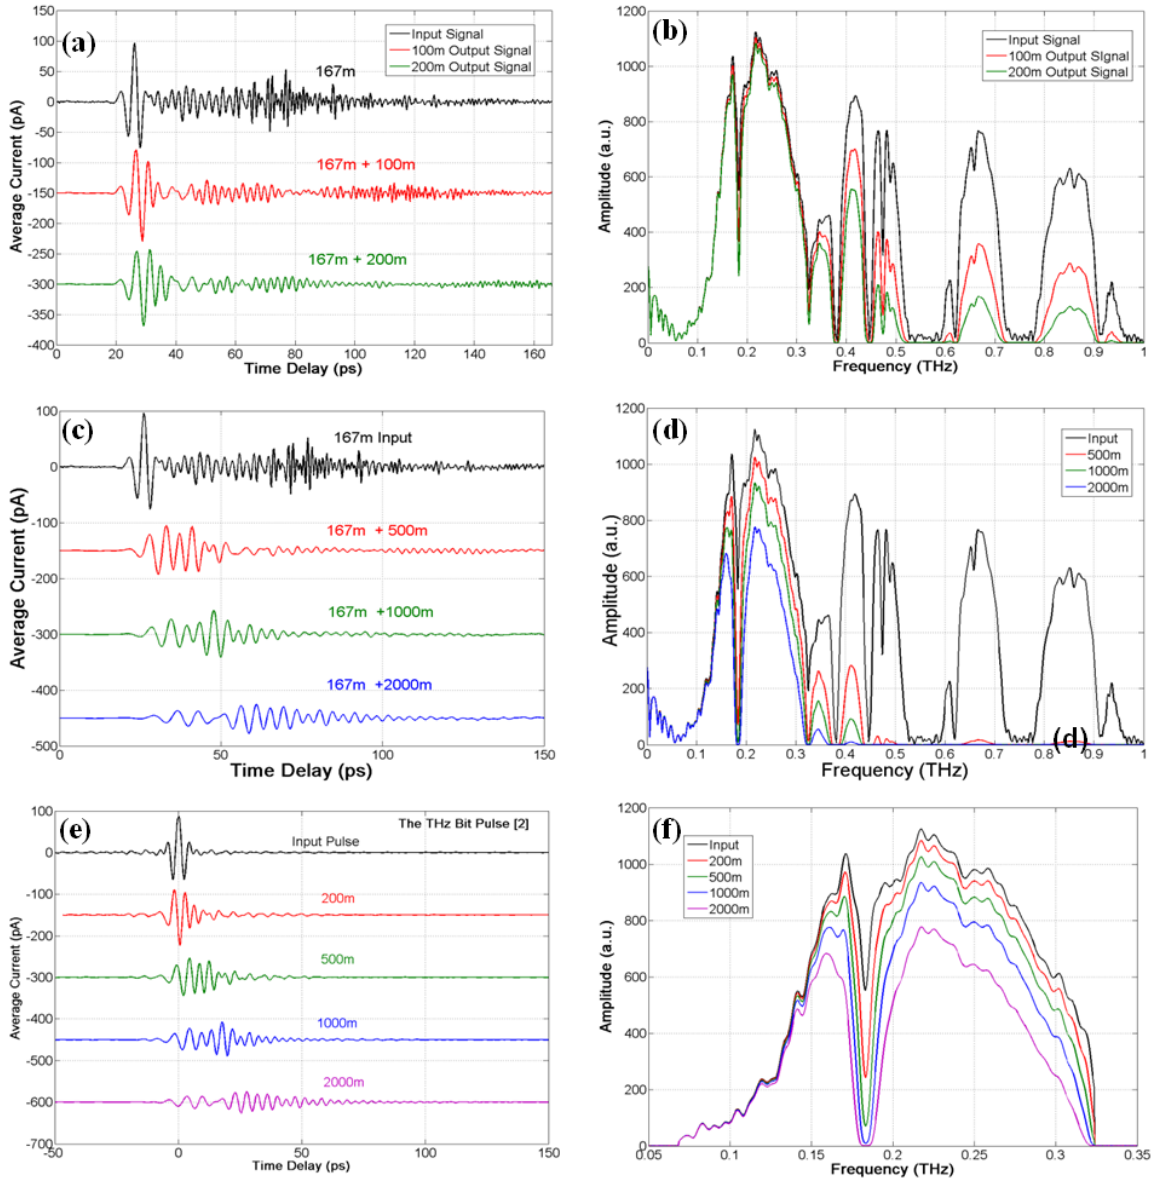 (a)
Input Signal
100m Output Signal
200m Output Signal
167m
167m + 100m
167m + 200m
150
100
50
0
-50
-100
-150
-200
-250
-300
-350
-400
Average Current (pA)
0 20 40 60 80 100 120 140 160
Time Delay (ps)
(b)
Input Signal
100m Output SIgnal
200m Output Signal
1200
1000
800
600
400
200
0
Amplitude (a.u.)
0 0.1 0.2 0.3 0.4 0.5 0.6 0.7 0.8 0.9 1
Frequency (THz)
(c)
167m Input
167m +500m
167m +1000m
167m +2000m
100
0
-100
-200
-300
-400
-500
Average Current (pA)
0 50 100 150
Time Delay (ps)
(d)
Input
500m
1000m
2000m
1200
1000
800
600
400
200
0
Amplitude (a.u.)
(d)
0 0.1 0.2 0.3 0.4 0.5 0.6 0.7 0.8 0.9 1
Frequency (THz)
(e)
The THz Bit Pulse [2]
Input Pulse
200m
500m
1000m
2000m
100
0
-100
-200
-300
-400
-500
-600
-700
Average Current (pA)
-50 0 50 100 150
Time Delay (ps)
(f)
Input
200m
500m
1000m
2000m
1200
1000
800
600
400
200
0
Amplitude (a.u.)
0.05 0.1 0.15 0.2 0.25 0.3 0.35
Frequency (THz)